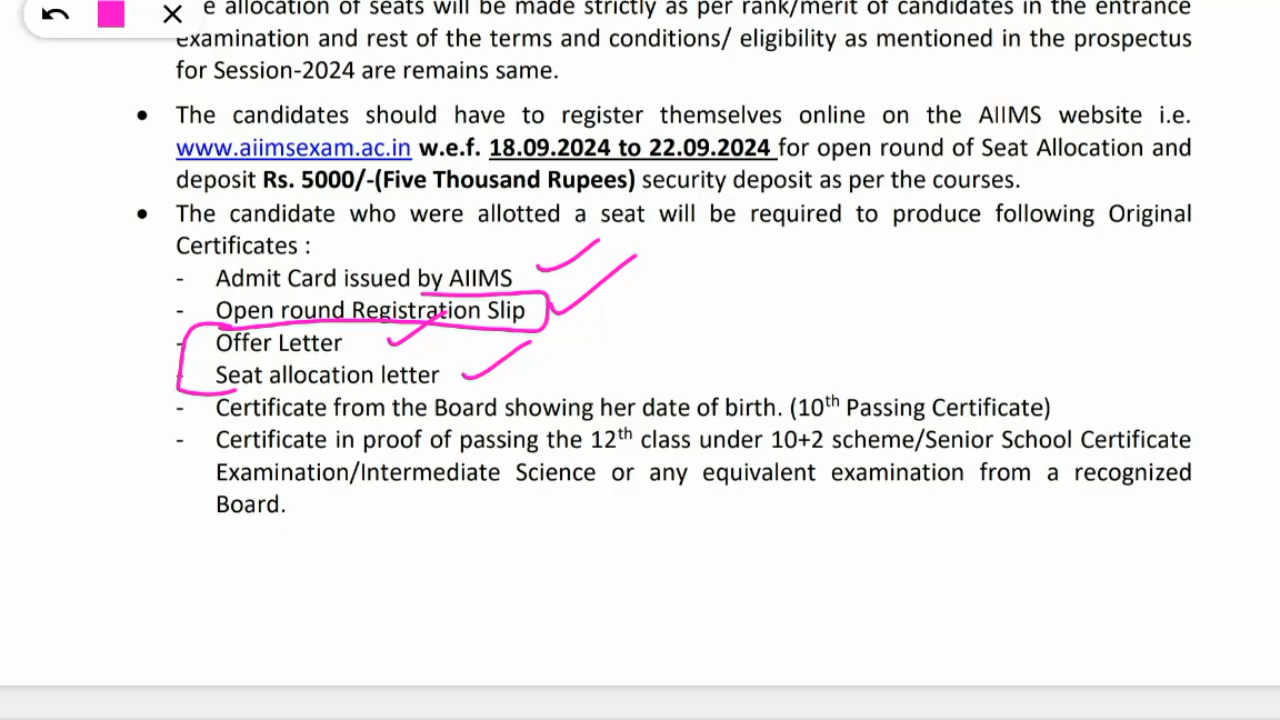 e allocation of seats will be made strictly as per rank/merit of candidates in the entrance
examination and rest of the terms and conditions/ eligibility as mentioned in the prospectus
for Session-2024 are remains same.
• The candidates should have to register themselves online on the AIIMS website i.e.
www.aiimsexam.ac.in w.e.f. 18.09.2024 to 22.09.2024 for open round of Seat Allocation and
deposit Rs. 5000/-(Five Thousand Rupees) security deposit as per the courses.
• The candidate who were allotted a seat will be required to produce following Original
Certificates :
- Admit Card issued by AIIMS
- Open round Registration Slip
- Offer Letter
- Seat allocation letter
- Certificate from the Board showing her date of birth. (10th Passing Certificate)
- Certificate in proof of passing the 12th class under 10+2 scheme/Senior School Certificate
Examination/Intermediate Science or any equivalent examination from a recognized
Board.